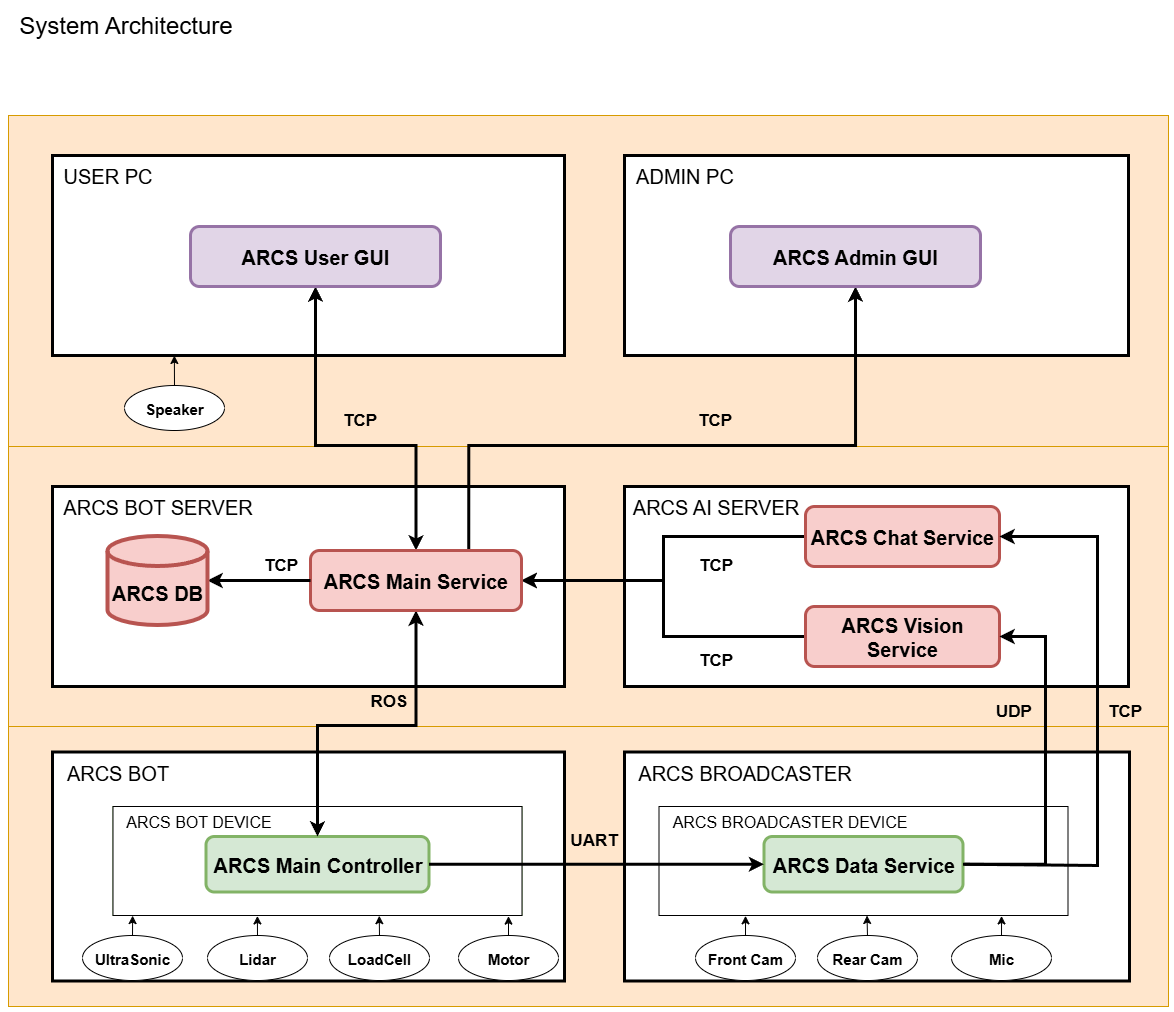 System Architecture
USER PC
ADMIN PC
ARCS User GUI
ARCS Admin GUI
Speaker
TCP
TCP
ARCS BOT SERVER
ARCS AI SERVER
ARCS Chat Service
TCP
TCP
ARCS DB
ARCS Main Service
ARCS Vision
Service
TCP
ROS
UDP
TCP
ARCS BOT
ARCS BROADCASTER
ARCS BOT DEVICE
ARCS BROADCASTER DEVICE
UART
ARCS Main Controller
ARCS Data Service
UltraSonic
Lidar
LoadCell
Motor
Front Cam
Rear Cam
Mic